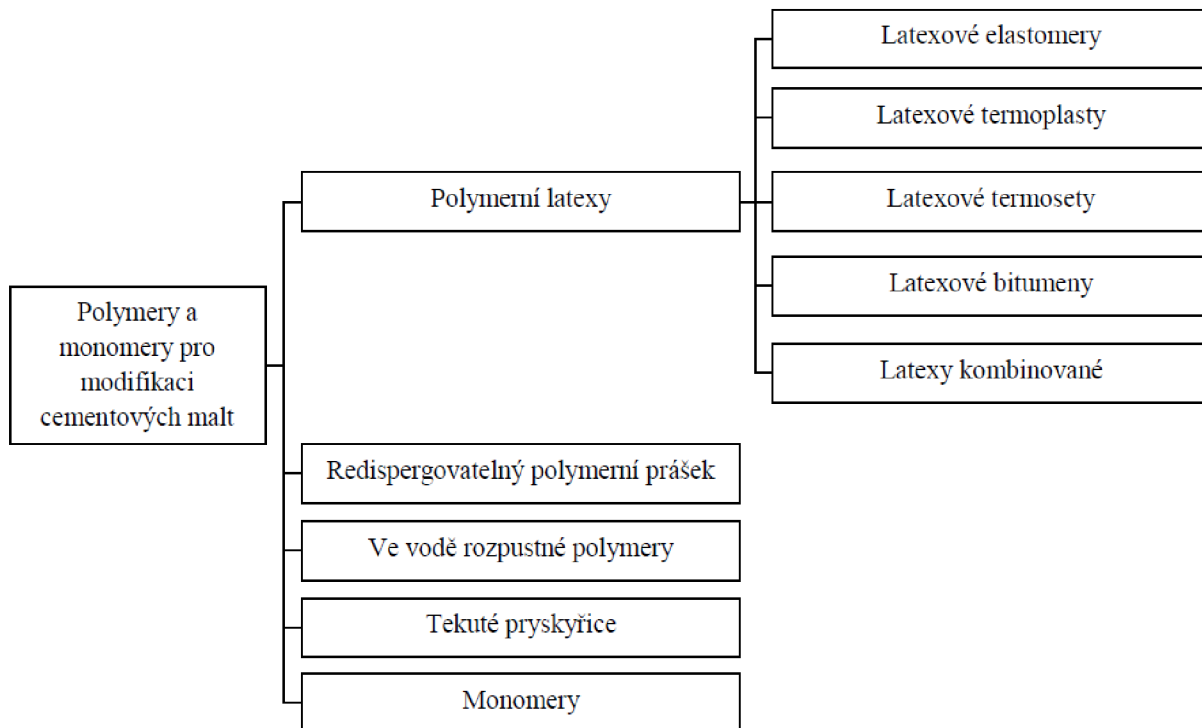 Polymery a
monomery pro
modifikaci
cementových malt
Polymerní latexy
Redispergovatelný polymerní prášek
Ve vodě rozpustné polymery
Tekuté pryskyřice
Monomery
Latexové elastomery
Latexové termoplasty
Latexové termosety
Latexové bitumeny
Latexy kombinované